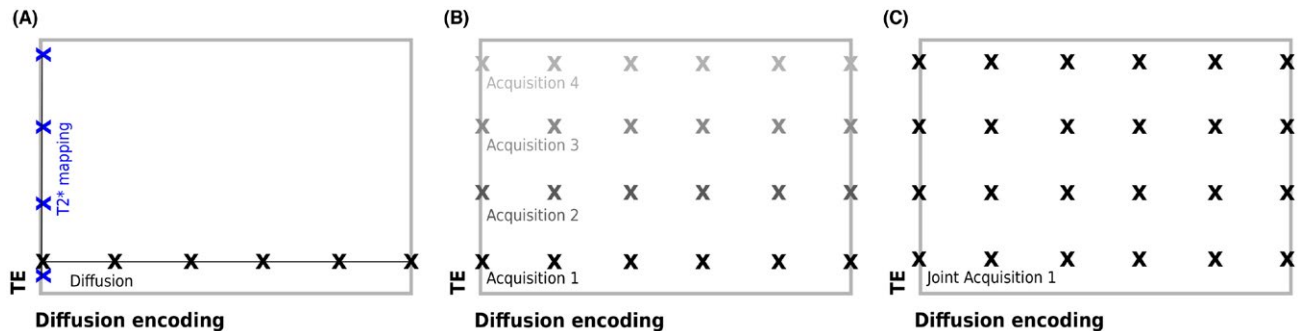 (A)
T2* mapping
X
X
X
X X X X X X
X
Diffusion
TE
Diffusion encoding
(B)
X X X X X X
Acquisition 4
X X X X X X
Acquisition 3
X X X X X X
Acquisition 2
X X X X X X
Acquisition 1
TE
Diffusion encoding
(C)
X X X X X X
X X X X X X
X X X X X X
X X X X X X
Joint Acquisition 1
TE
Diffusion encoding